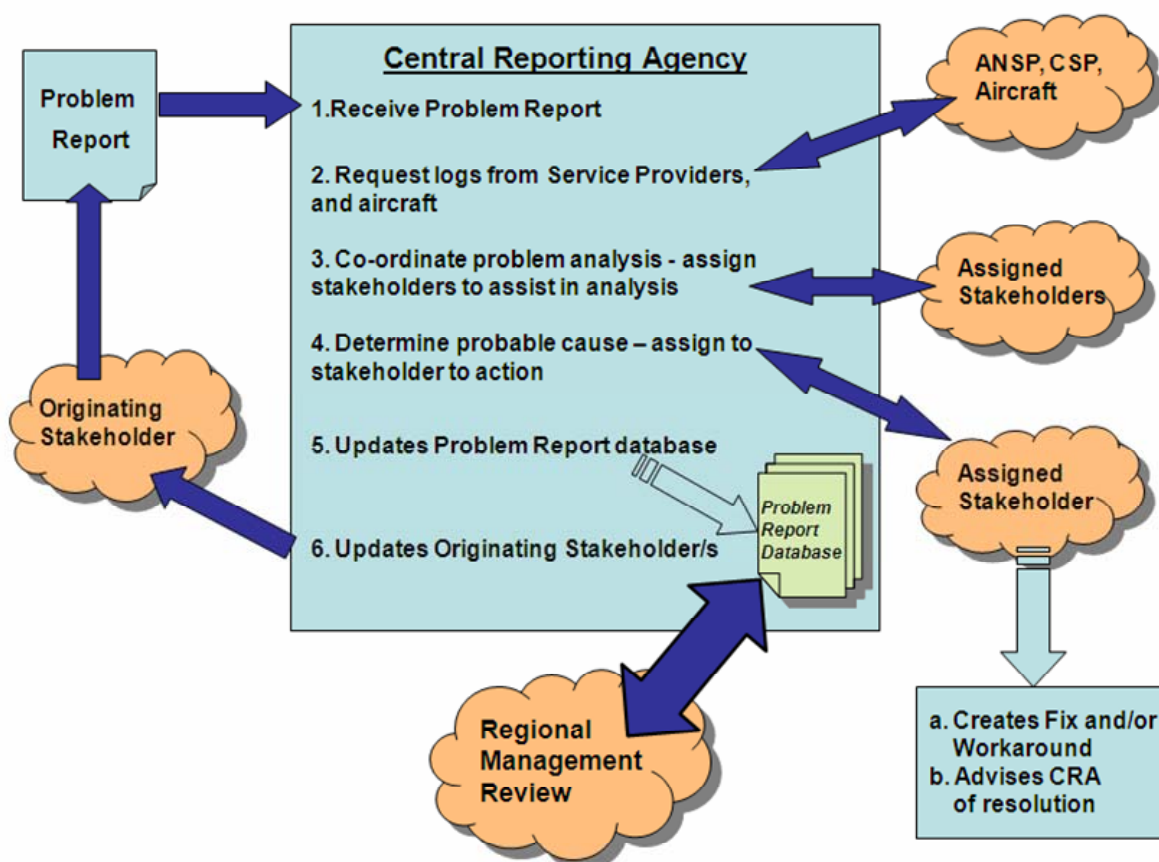 Problem
Report
Central Reporting Agency
1.Receive Problem Report
2. Request logs from Service Providers,
and aircraft
3. Co-ordinate problem analysis - assign
stakeholders to assist in analysis
4. Determine probable cause – assign to
stakeholder to action
5. Updates Problem Report database
6. Updates Originating Stakeholder/s
Problem
Report
Database
ANSP, CSP,
Aircraft
Assigned
Stakeholders
Assigned
Stakeholder
Originating
Stakeholder
Regional
Management
Review
a. Creates Fix and/or
Workaround
b. Advises CRA
of resolution